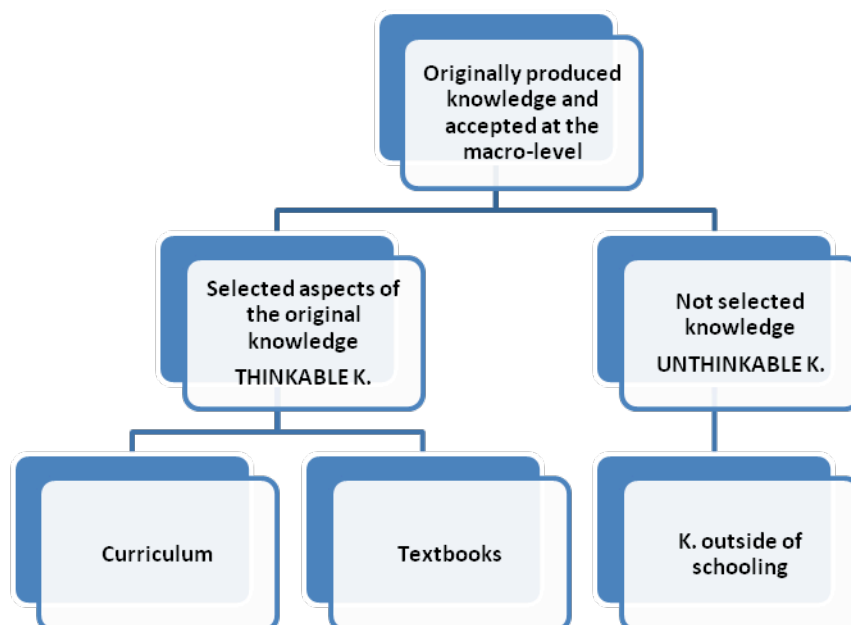 Originally produced
knowledge and
accepted at the
macro-level
Selected aspects of
the original
knowledge
THINKABLE K.
Not selected
knowledge
UNTHINKABLE K.
Curriculum
Textbooks
K. outside of
schooling